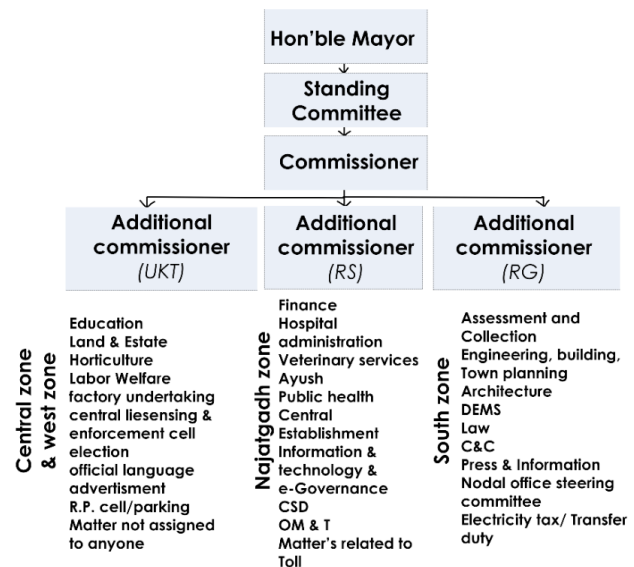 Hon'ble Mayor
Standing
Committee
Commissioner
Additional
commissioner
(UKT)
Additional
commissioner
(RS)
Additional
commissioner
(RG)
Central zone
& west zone
Education
Land & Estate
Horticulture
Labor Welfare
factory undertaking
central liesensing &
enforcement cell
election
official language
advertisment
R.P. cell/parking
Matter not assigned
to anyone
Najatgadh zone
Finance
Hospital
administration
Veterinary services
Ayush
Public health
Central
Establishment
Information &
technology &
e-Governance
CSD
OM & T
Matter's related to
Toll
South zone
Assessment and
Collection
Engineering, building,
Town planning
Architecture
DEMS
Law
C&C
Press & Information
Nodal office steering
committee
Electricity tax/ Transfer
duty